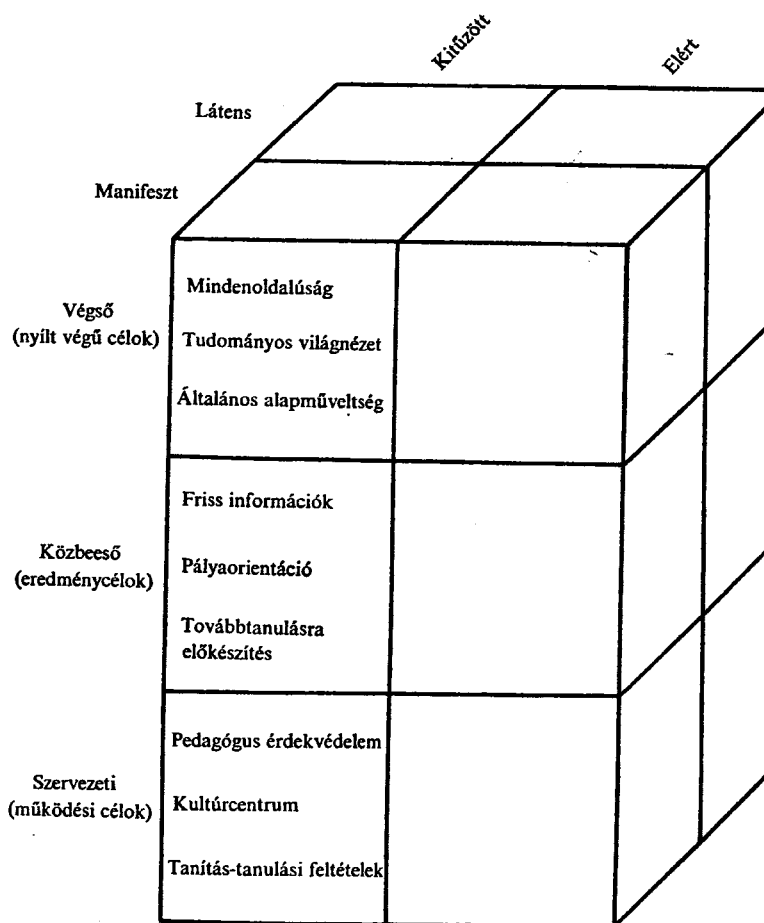 Kitűzött
Elért
Látens
Manifeszt
Végső
(nyílt végű célok)
Mindenoldalúság
Tudományos világnézet
Általános alapműveltség
Közbeeső
(eredménycélok)
Friss információk
Pályaorientáció
Továbbtanulásra
előkészítés
Szervezeti
(működési célok)
Pedagógus érdekvédelem
Kultúrcentrum
Tanítás-tanulási feltételek